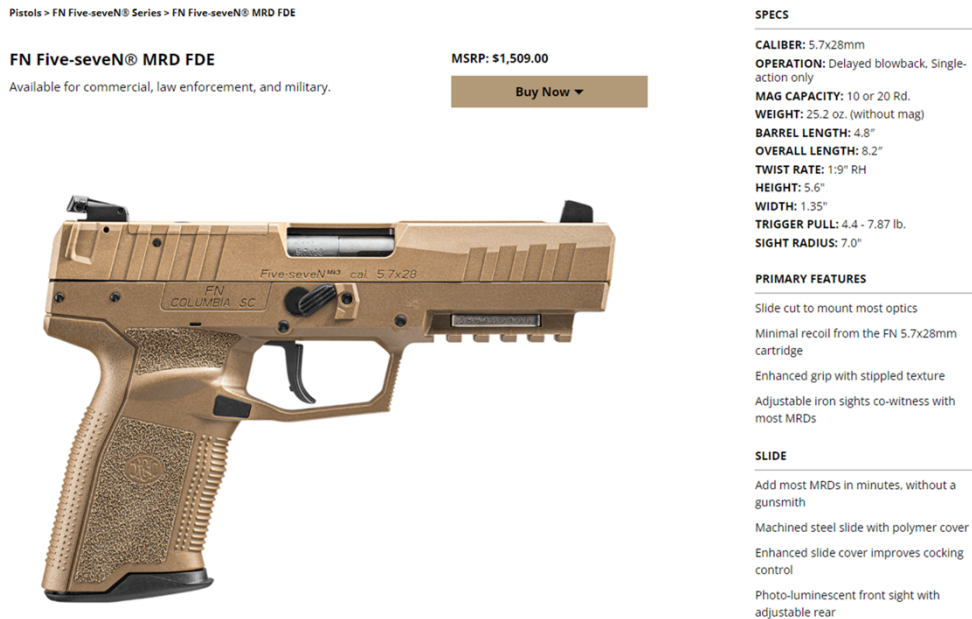 Pistols > FN Five-seveN® Series > FN Five-seveN® MRD FDE
FN Five-seveN® MRD FDE
Available for commercial, law enforcement, and military.
MSRP: $1,509.00
Buy Now
Five-seveN Mk3 cal. 5.7x28
FN
COLUMBIA SC
SPECS
CALIBER: 5.7x28mm
OPERATION: Delayed blowback, Single-
action only
MAG CAPACITY: 10 or 20 Rd.
WEIGHT: 25.2 oz. (without mag)
BARREL LENGTH: 4.8″
OVERALL LENGTH: 8.2″
TWIST RATE: 1:9" RH
HEIGHT: 5.6"
WIDTH: 1.35"
TRIGGER PULL: 4.4 - 7.87 lb.
SIGHT RADIUS: 7.0"
PRIMARY FEATURES
Slide cut to mount most optics
Minimal recoil from the FN 5.7x28mm
cartridge
Enhanced grip with stippled texture
Adjustable iron sights co-witness with
most MRDs
SLIDE
Add most MRDs in minutes, without a
gunsmith
Machined steel slide with polymer cover
Enhanced slide cover improves cocking
control
Photo-luminescent front sight with
adjustable rear